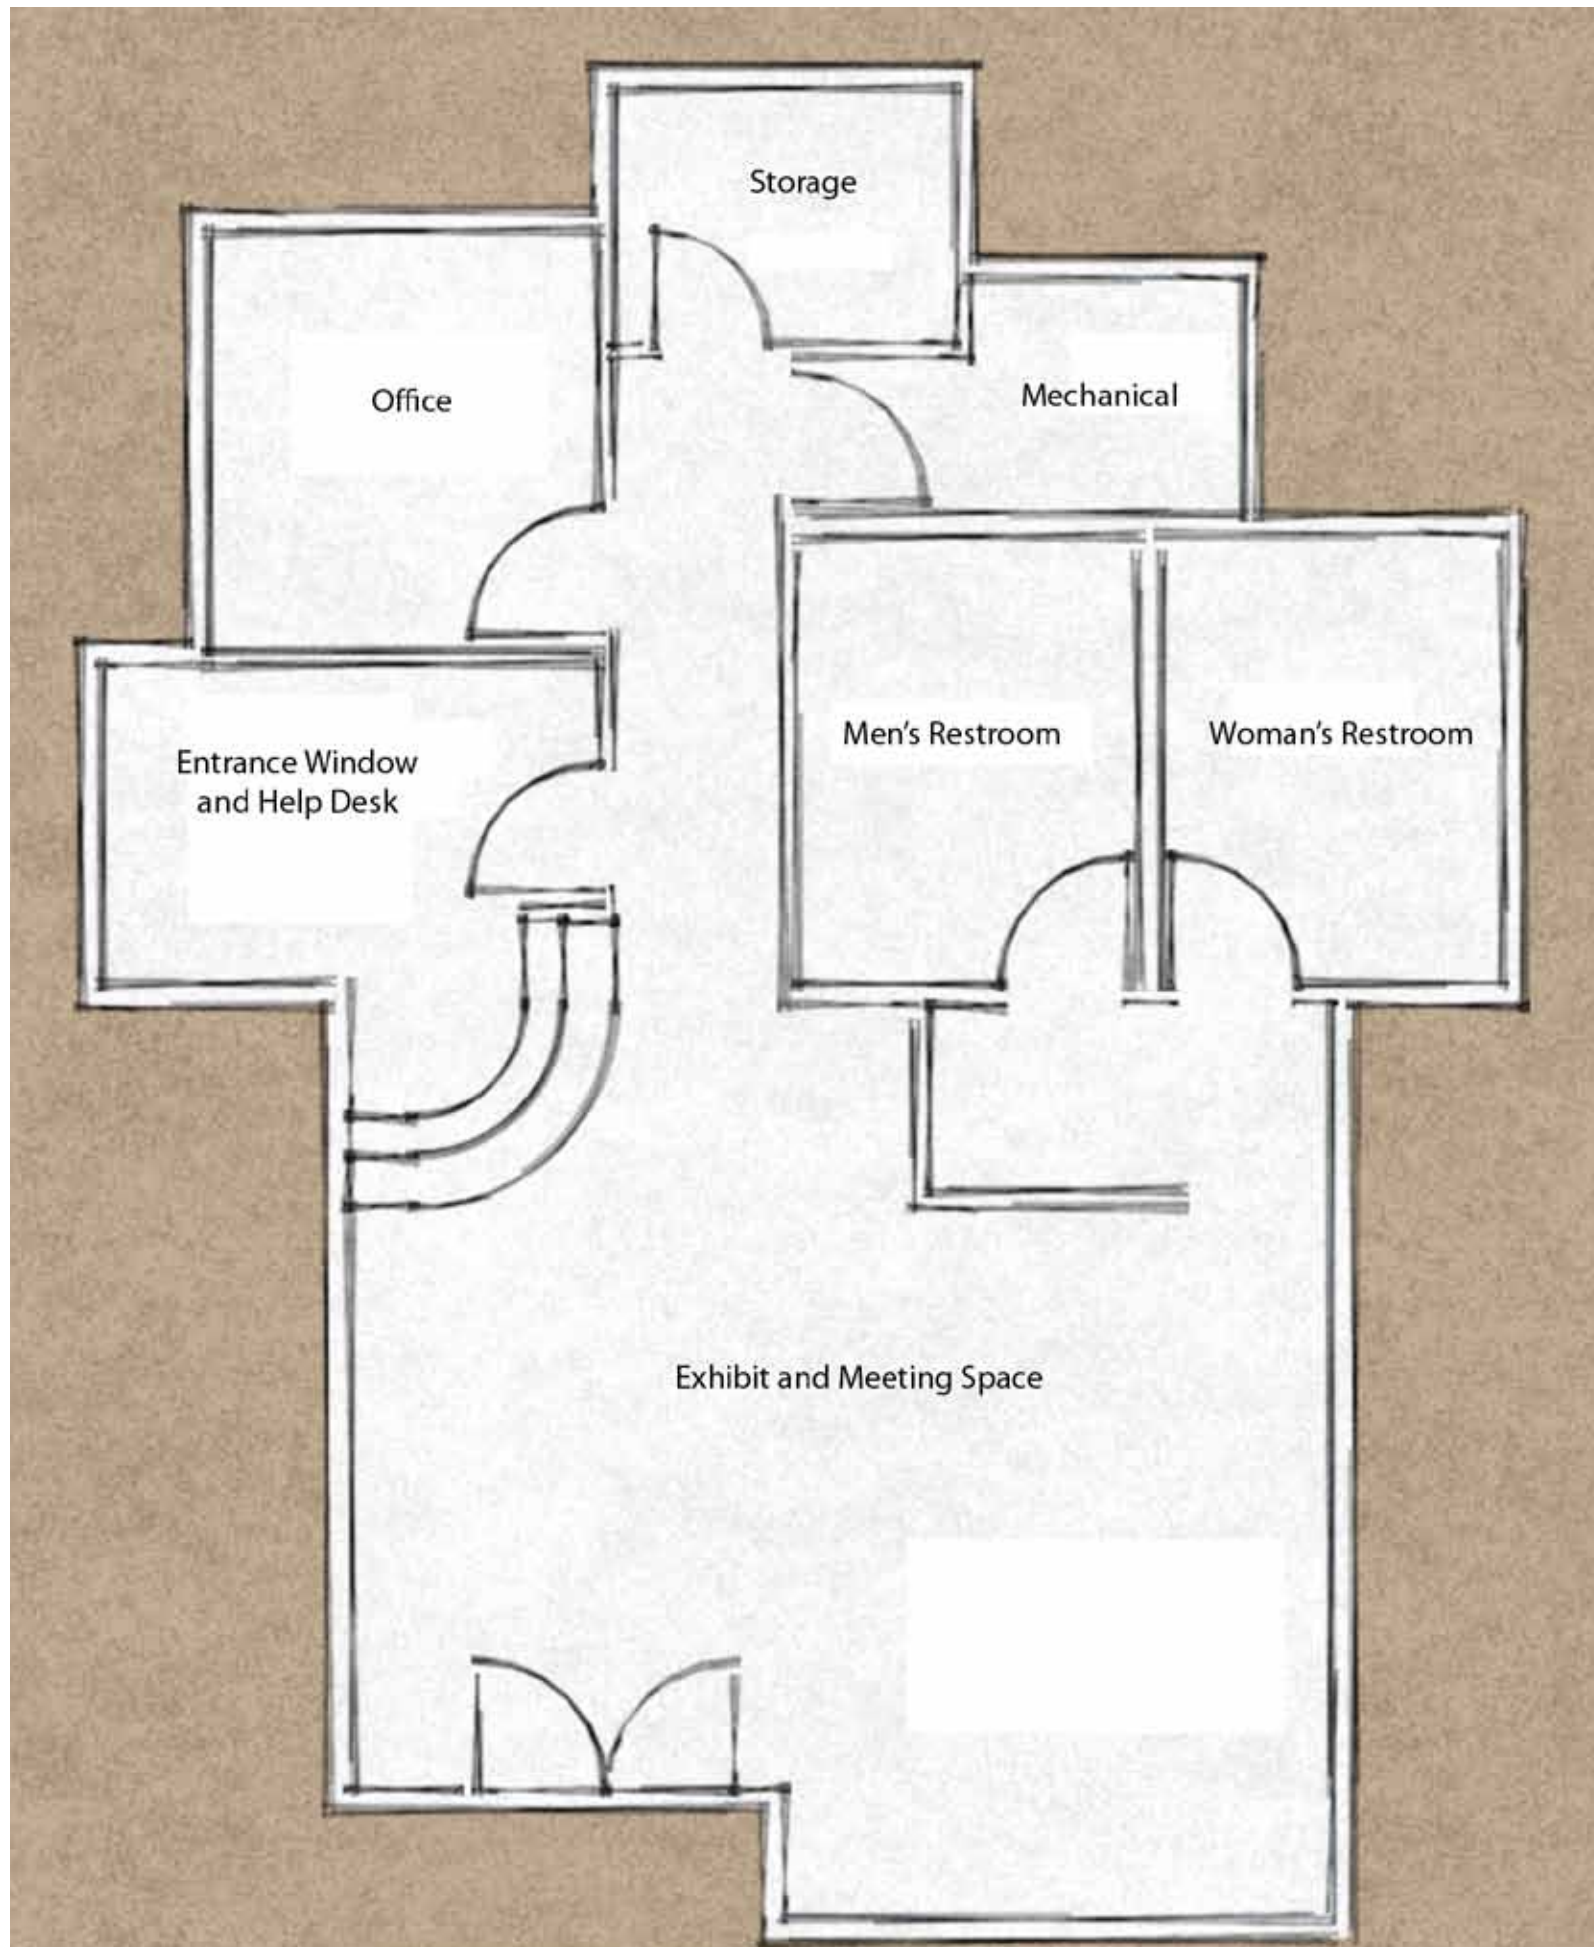 Storage
Office
Mechanical
Men’s Restroom
Woman’s Restroom
Entrance Window
and Help Desk
Exhibit and Meeting Space